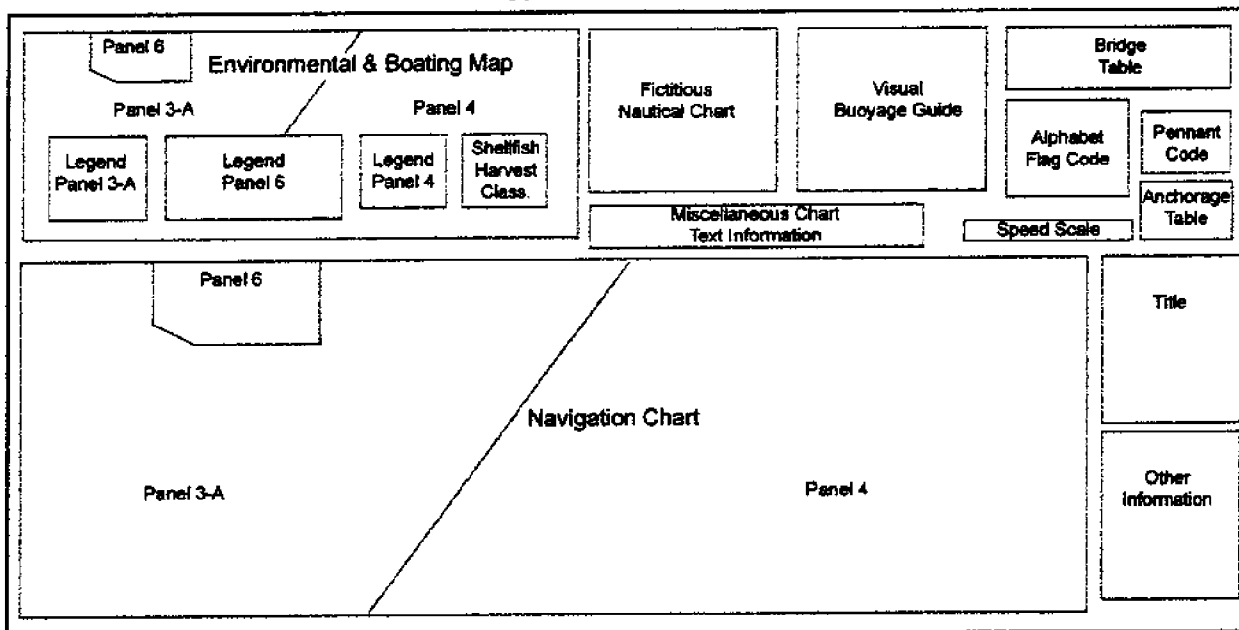 Panel 6
Environmental & Boating Map
Panel 3-A
Panel 4
Legend
Panel 3-A
Legend
Panel 6
Legend
Panel 4
Shellfish
Harvest
Class.
Fictitious
Nautical Chart
Visual
Buoyage Guide
Bridge
Table
Alphabet
Flag Code
Pennant
Code
Anchorage
Table
Miscellaneous Chart
Text Information
Speed Scale
Panel 6
Navigation Chart
Panel 3-A
Panel 4
Title
Other
Information